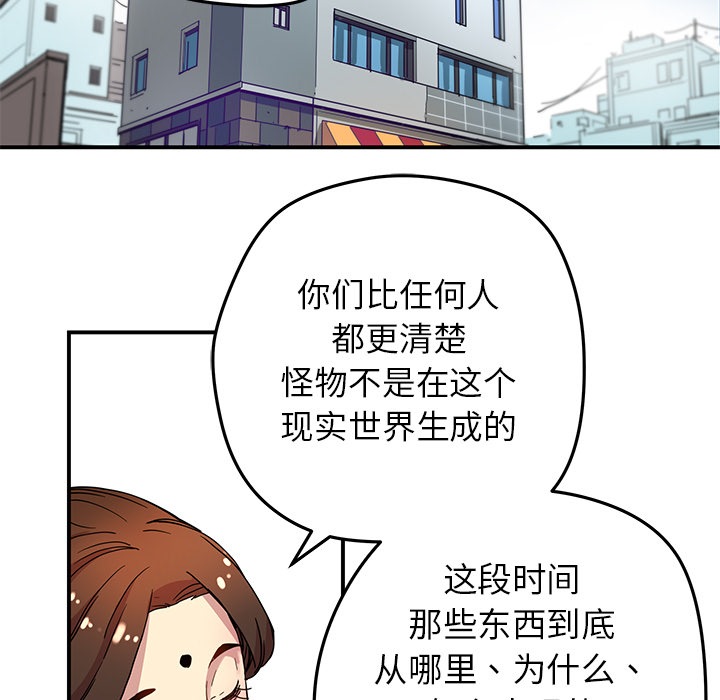 你们比任何人
都更清楚
怪物不是在这个
现实世界生成的
这段时间
那些东西到底
从哪里、为什么、